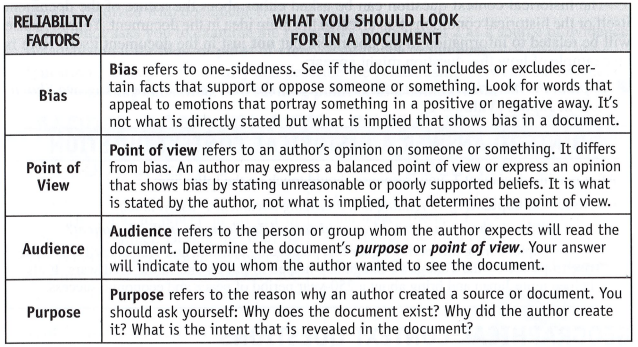 RELIABILITY FACTORS
WHAT YOU SHOULD LOOK
FOR IN A DOCUMENT
Bias
Bias refers to one-sidedness. See if the document includes or excludes cer-
tain facts that support or oppose someone or something. Look for words that
appeal to emotions that portray something in a positive or negative away. It's
not what is directly stated but what is implied that shows bias in a document.
Point of
View
Point of view refers to an author's opinion on someone or something. It differs
from bias. An author may express a balanced point of view or express an opinion
that shows bias by stating unreasonable or poorly supported beliefs. It is what
is stated by the author, not what is implied, that determines the point of view.
Audience
Audience refers to the person or group whom the author expects will read the
document. Determine the document's purpose or point of view. Your answer
will indicate to you whom the author wanted to see the document.
Purpose
Purpose refers to the reason why an author created a source or document. You
should ask yourself: Why does the document exist? Why did the author create
it? What is the intent that is revealed in the document?